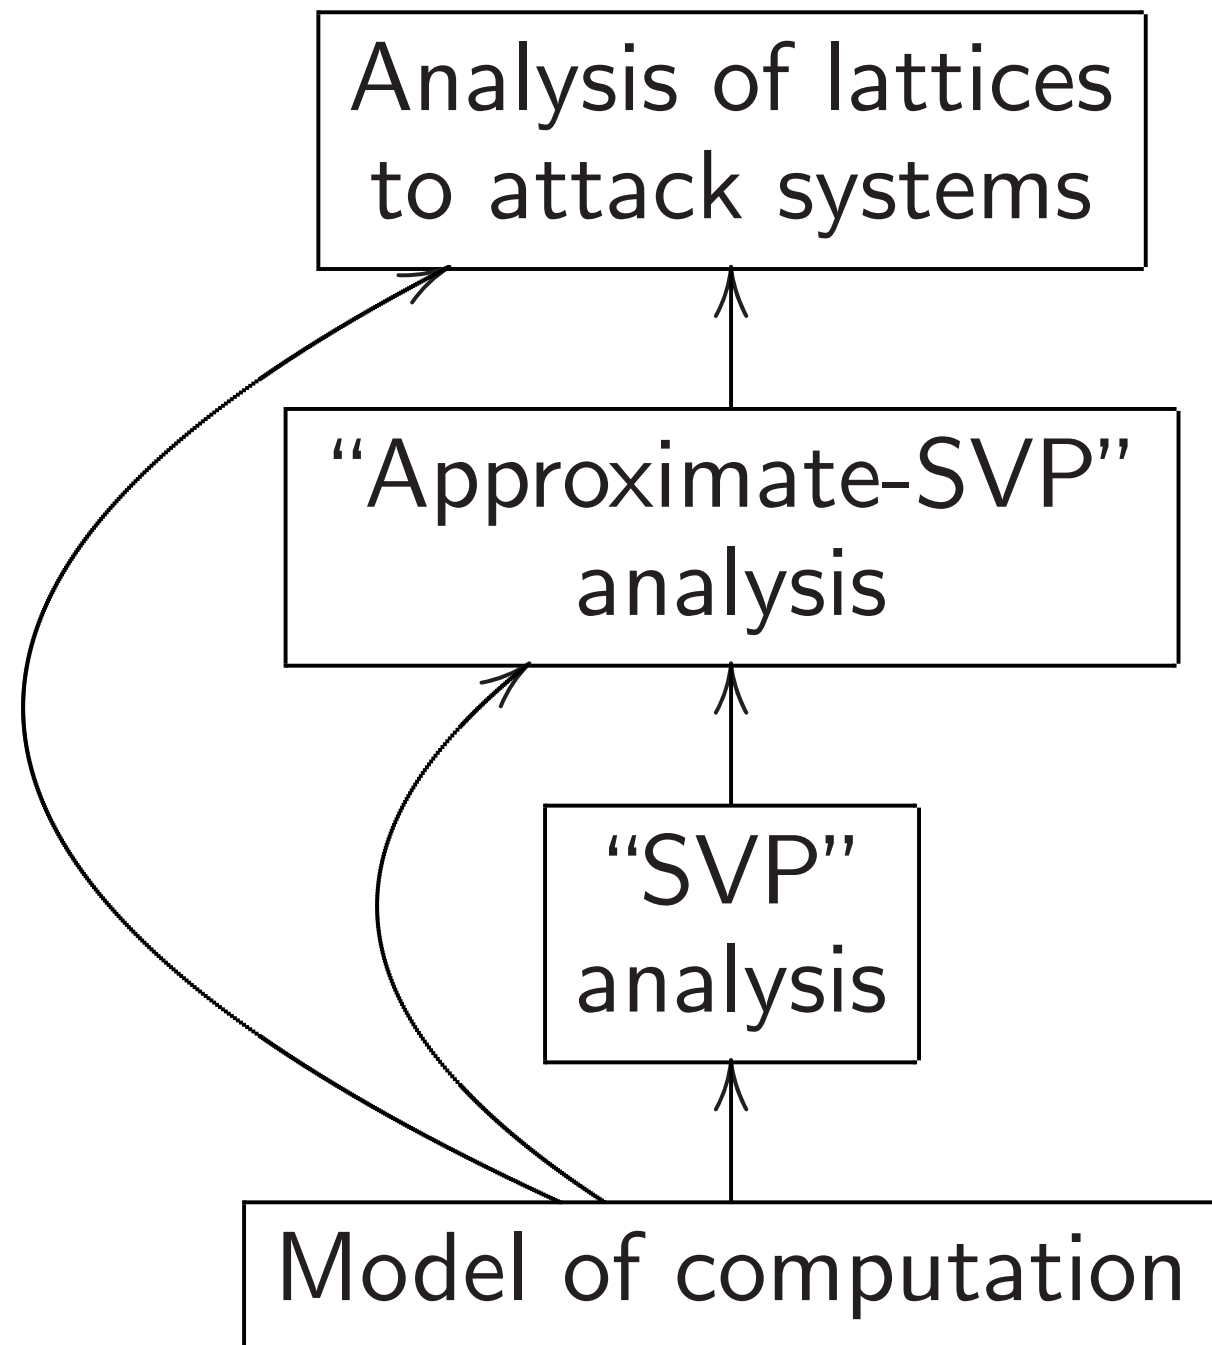 Analysis of lattices
to attack systems
“Approximate-SVP”
analysis
“SVP”
analysis
Model of computation